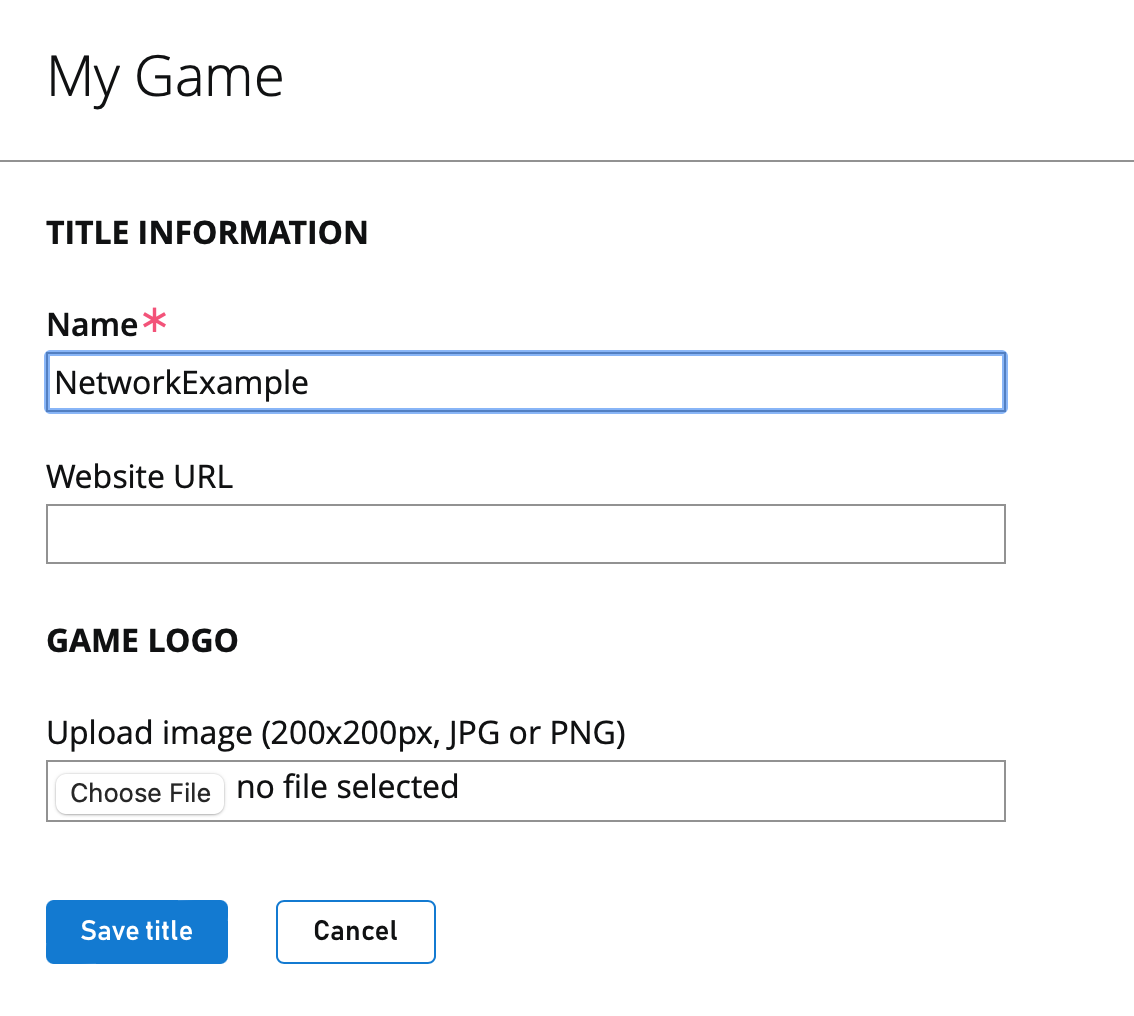 My Game
TITLE INFORMATION
Name*
NetworkExample
Website URL
GAME LOGO
Upload image (200x200px, JPG or PNG)
Choose File no file selected
Save title Cancel